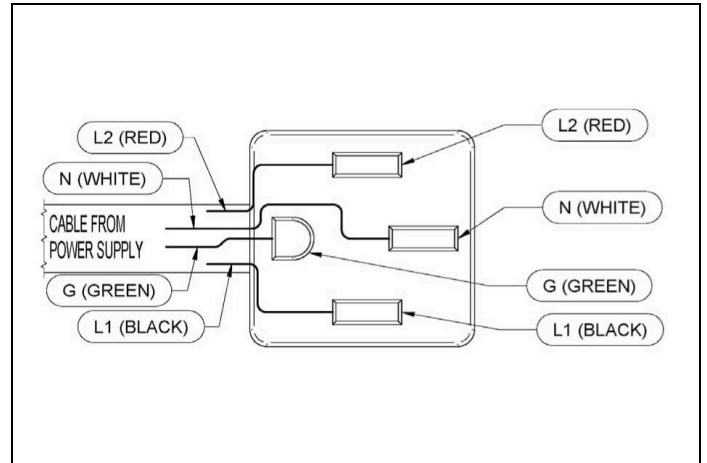 L2 (RED)
N (WHITE)
CABLE FROM
POWER SUPPLY
G (GREEN)
L1 (BLACK)
L2 (RED)
N (WHITE)
G (GREEN)
L1 (BLACK)